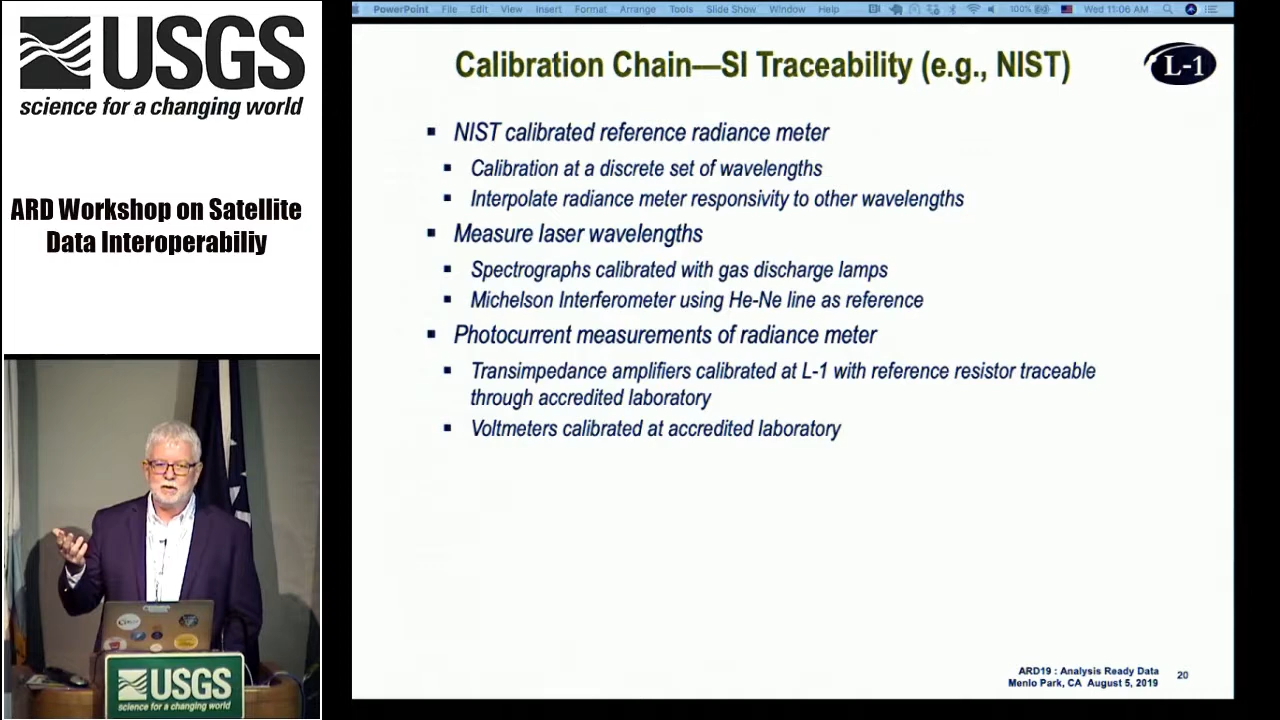 USGS
science for a changing world
ARD Workshop on Satellite
Data Interoperabiliy
USGS
science for a changing world
PowerPoint File Edit View Insert Format Arrange Tools Slide Show Window Help 100% Wed 11:06 AM
Calibration Chain—SI Traceability (e.g., NIST)
L-1
NIST calibrated reference radiance meter
Calibration at a discrete set of wavelengths
Interpolate radiance meter responsivity to other wavelengths
Measure laser wavelengths
Spectrographs calibrated with gas discharge lamps
Michelson Interferometer using He-Ne line as reference
Photocurrent measurements of radiance meter
Transimpedance amplifiers calibrated at L-1 with reference resistor traceable
through accredited laboratory
Voltmeters calibrated at accredited laboratory
ARD19 : Analysis Ready Data
Menlo Park, CA August 5, 2019
20